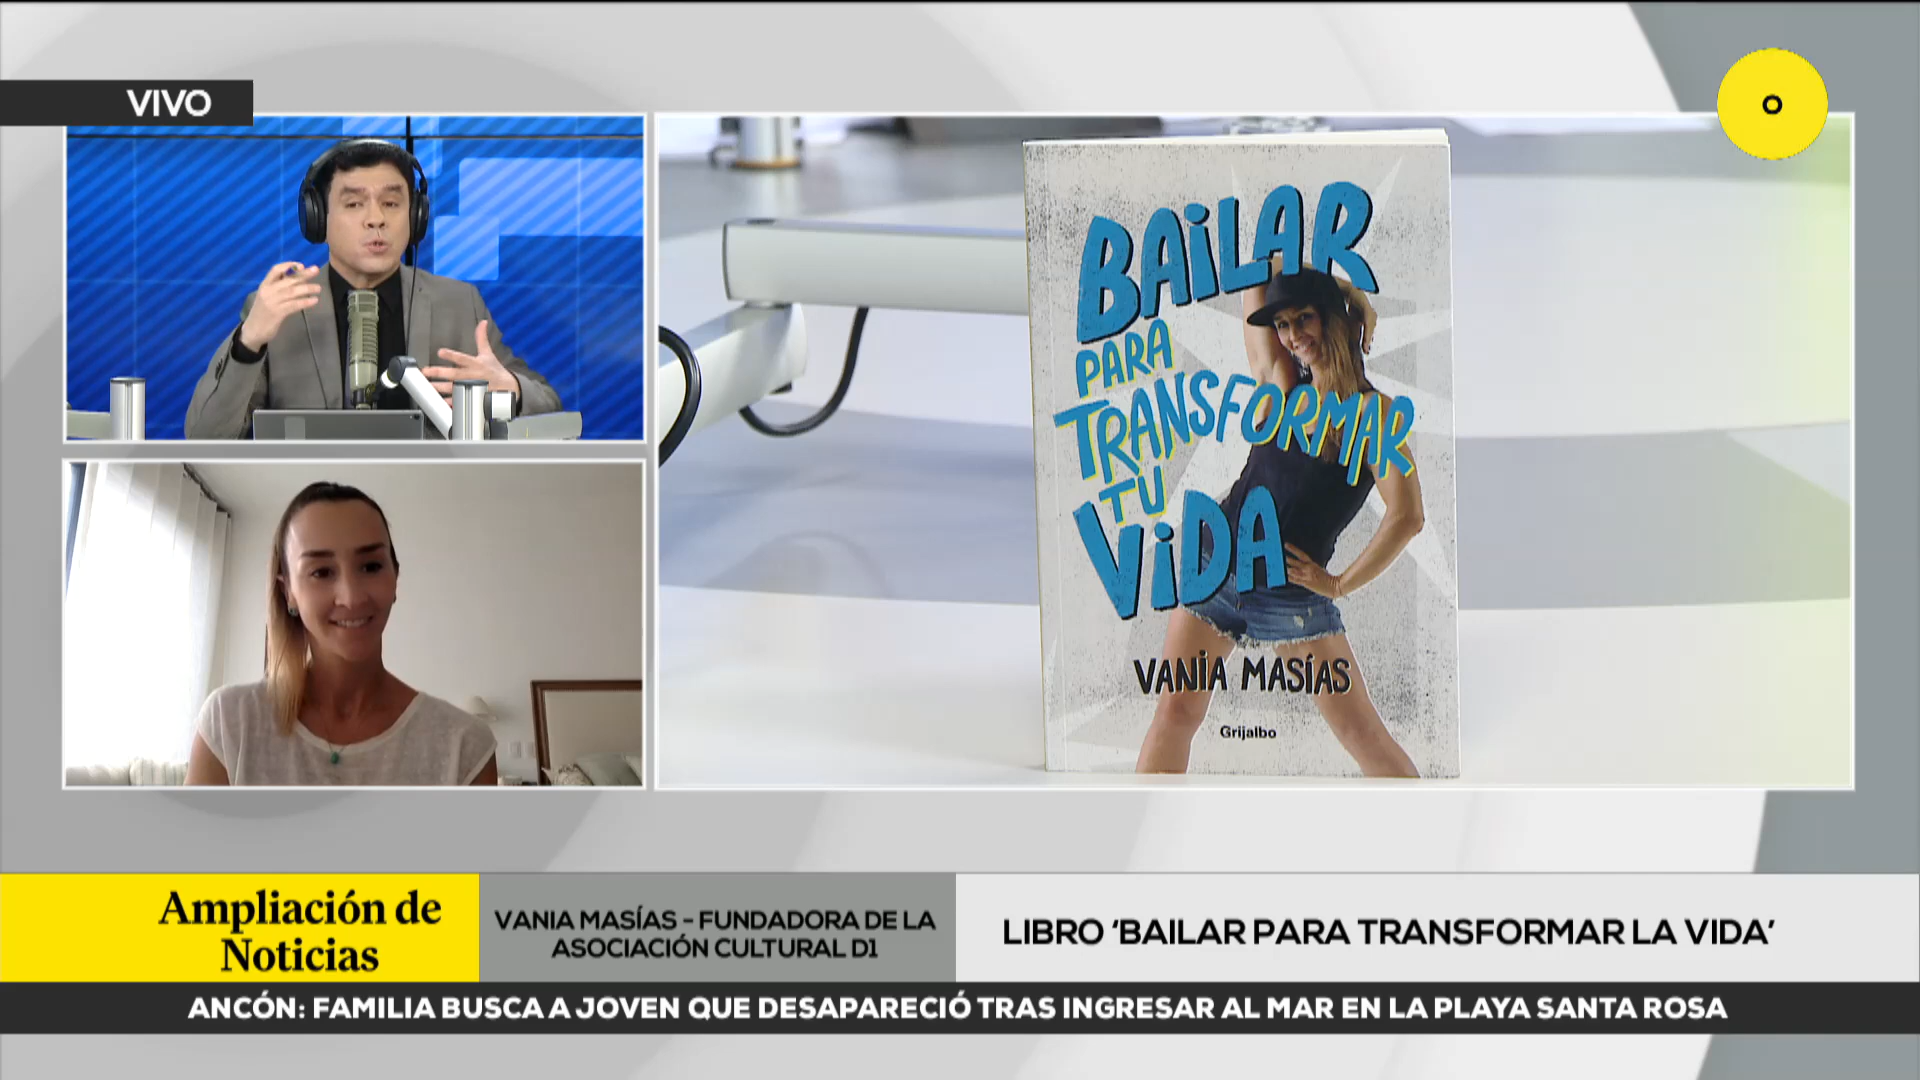 VIVO
BAILAR
PARA
TRANSFORMAR
TU
VIDA
VANIA MASÍAS
Grijalbo
Ampliación de
Noticias
VANIA MASÍAS - FUNDADORA DE LA
ASOCIACIÓN CULTURAL D1
LIBRO ‘BAILAR PARA TRANSFORMAR LA VIDA’
ANCÓN: FAMILIA BUSCA A JOVEN QUE DESAPARECIÓ TRAS INGRESAR AL MAR EN LA PLAYA SANTA ROSA